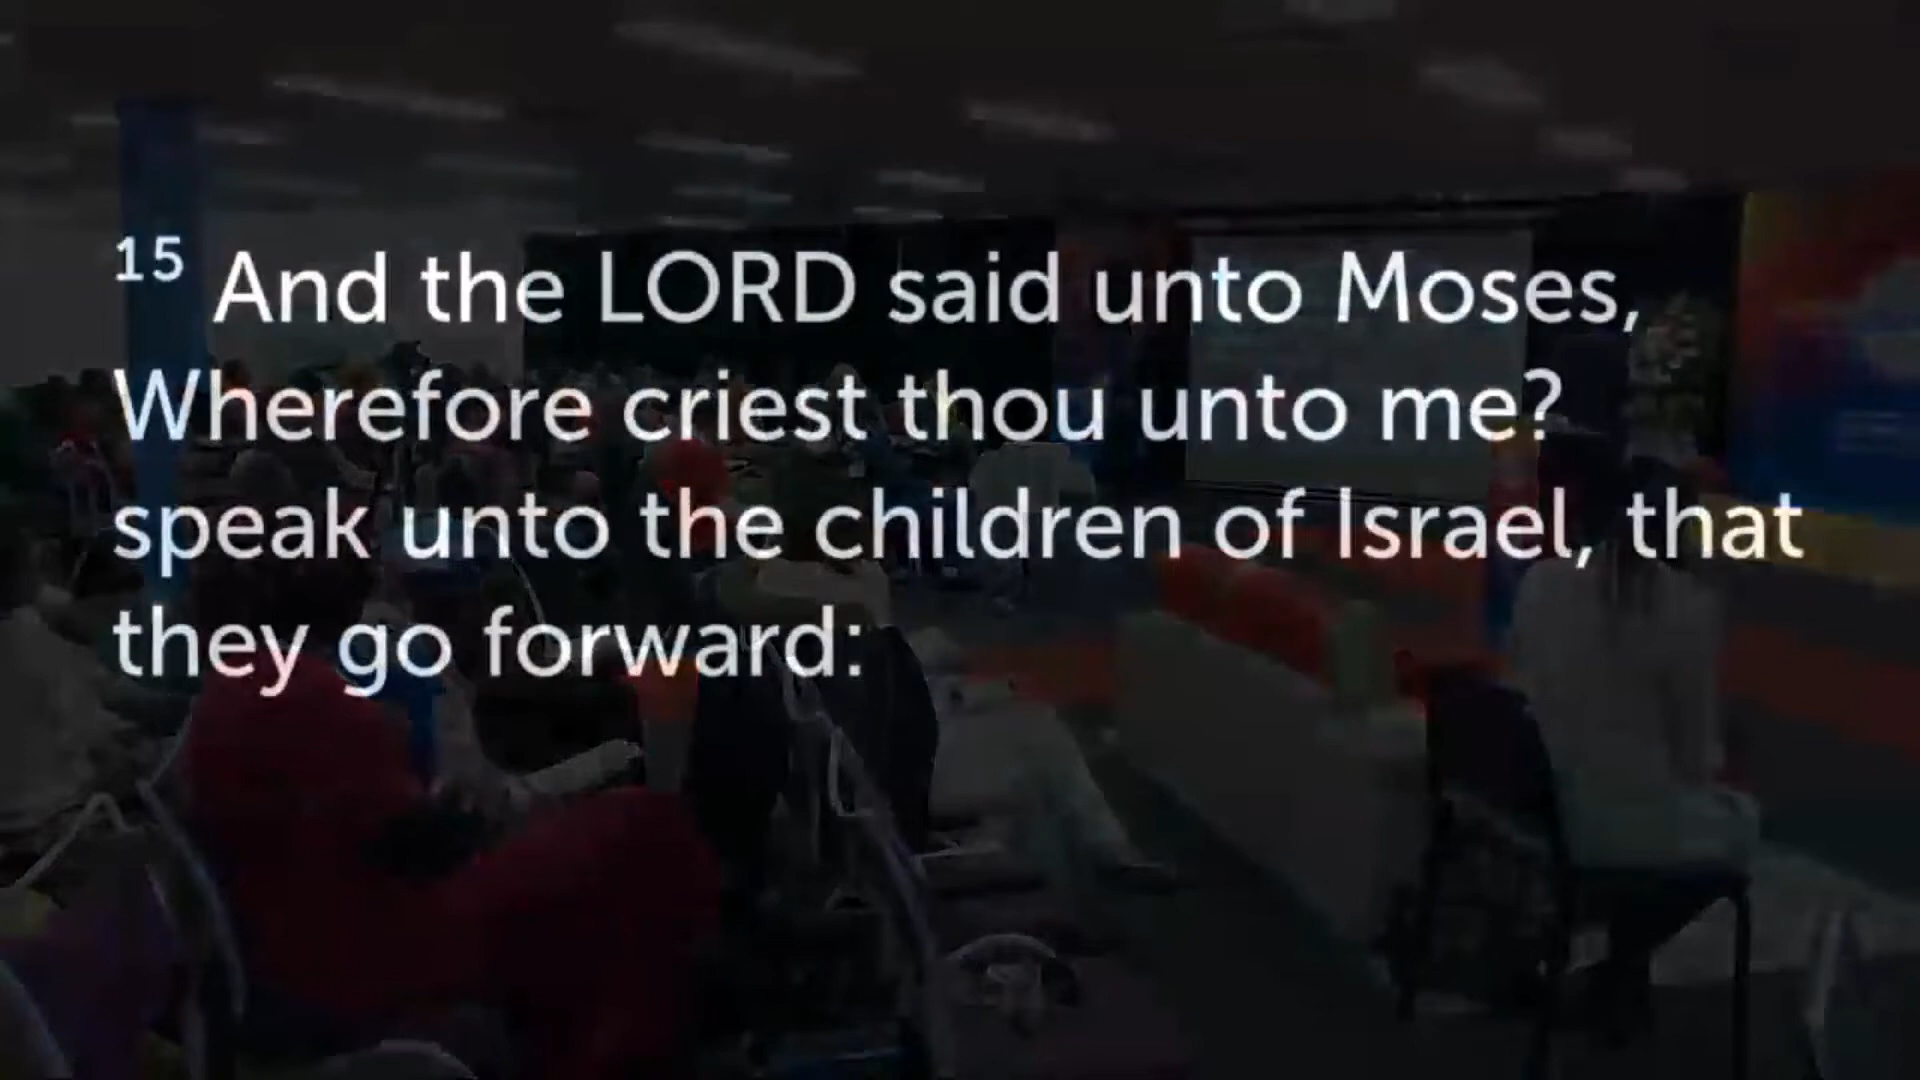 15 And the LORD said unto Moses,
Wherefore criest thou unto me?
speak unto the children of Israel, that
they go forward: